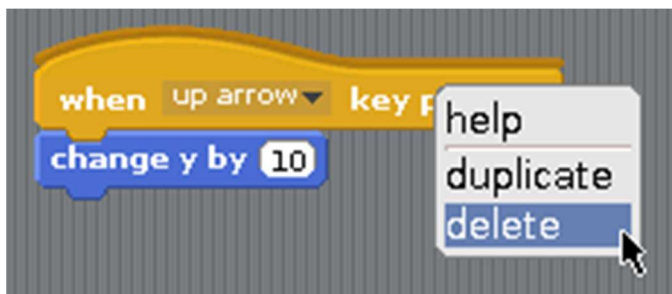 when up arrow key p
change y by 10
help
duplicate
delete